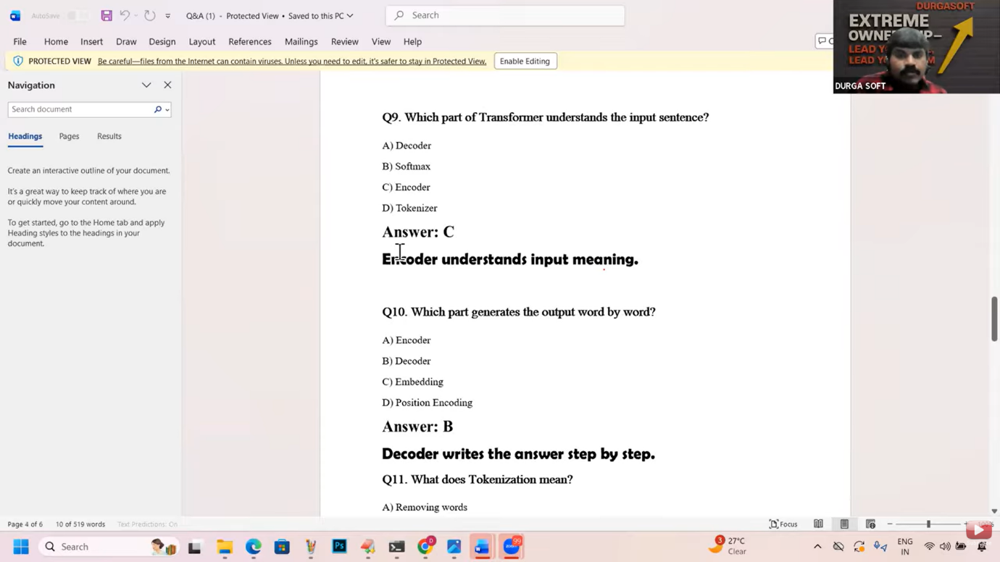 AutoSave
Q&A (1) • Protected View • Saved to this PC
Search
File Home Insert Draw Design Layout References Mailings Review View Help
PROTECTED VIEW Be careful—files from the Internet can contain viruses. Unless you need to edit, it's safer to stay in Protected View. Enable Editing
DURGASOFT
EXTREME
DURGA SOFT
Navigation
Search document
Headings Pages Results
Create an interactive outline of your document.
It's a great way to keep track of where you are
or quickly move your content around.
To get started, go to the Home tab and apply
Heading styles to the headings in your
document.
Q9. Which part of Transformer understands the input sentence?
A) Decoder
B) Softmax
C) Encoder
D) Tokenizer
Answer: C
Encoder understands input meaning.
Q10. Which part generates the output word by word?
A) Encoder
B) Decoder
C) Embedding
D) Position Encoding
Answer: B
Decoder writes the answer step by step.
Q11. What does Tokenization mean?
A) Removing words
Page 4 of 6 10 of 519 words Text Predictions: On Focus
Search
Ps
99
3
27°C
Clear
ENG
IN